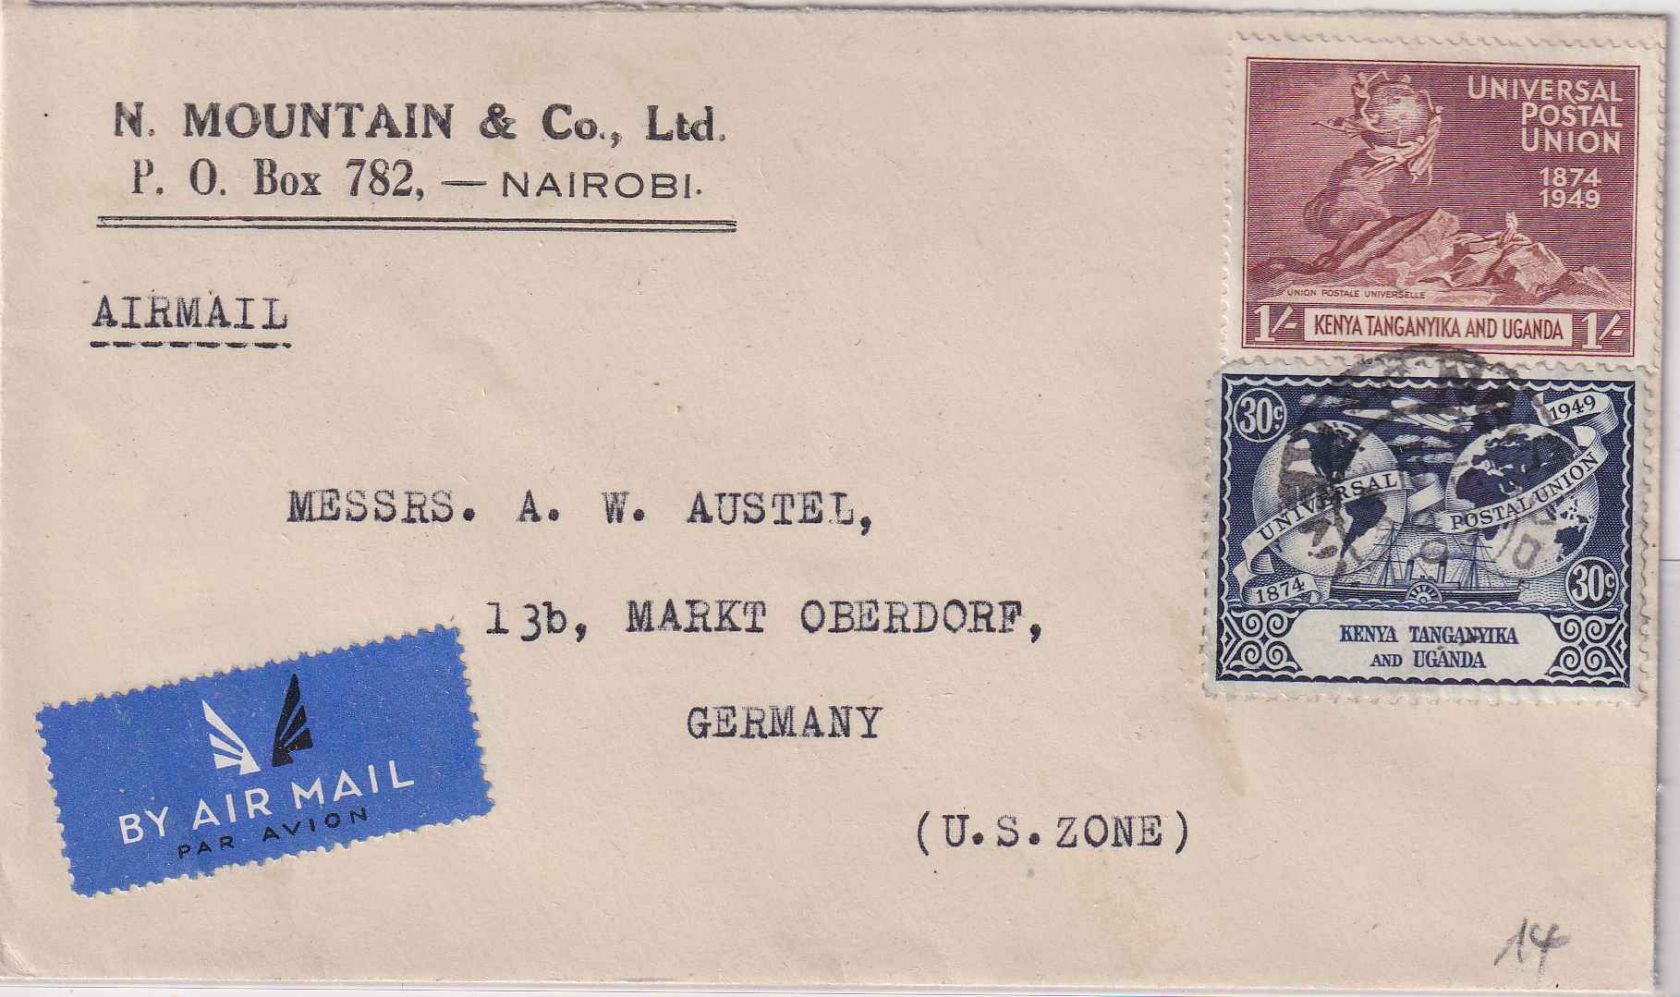 N. MOUNTAIN & Co., Ltd.
P. O. Box 782, — NAIROBI.
AIRMAIL
UNIVERSAL
POSTAL
UNION
1874
1949
UNION POSTALE UNIVERSELLE
1/- KENYA TANGANYIKA AND UGANDA 1/-
30c
1949
UNIVERSAL POSTAL UNION
1874
30c
KENYA TANGANYIKA
AND UGANDA
MESSRS. A. W. AUSTEL,
13b, MARKT OBERDORF,
GERMANY
(U.S.ZONE)
BY AIR MAIL
PAR AVION
14